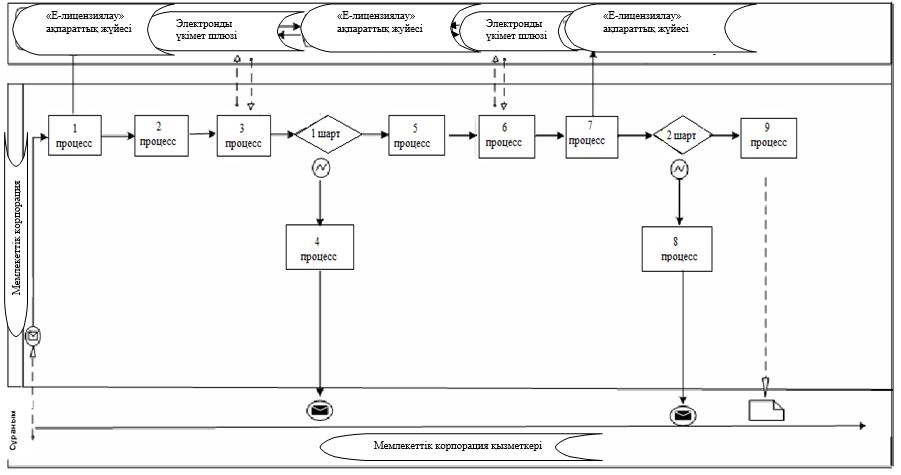 «Е-лицензиялау»
ақпараттық жүйесі
Электронды
үкімет шлюзі
«Е-лицензиялау»
ақпараттық жүйесі
Электронды
үкімет шлюзі
«Е-лицензиялау»
ақпараттық жүйесі
1
процесс
2
процесс
3
процесс
1 шарт
5
процесс
6
процесс
7
процесс
2 шарт
9
процесс
4
процесс
8
процесс
Мемлекеттік корпорация
Сұраным
Мемлекеттік корпорация қызметкері